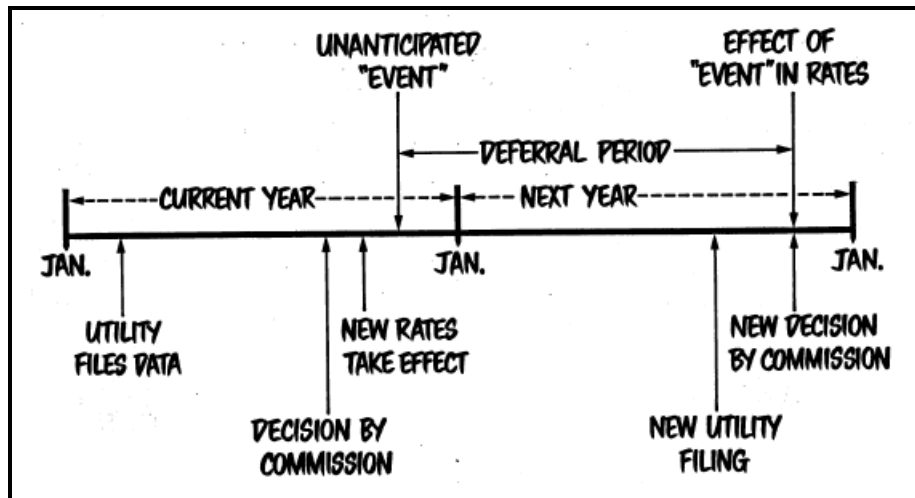 UNANTICIPATED
"EVENT"
EFFECT OF
"EVENT" IN RATES
DEFERRAL PERIOD
CURRENT YEAR
NEXT YEAR
JAN.
JAN.
JAN.
UTILITY
FILES DATA
NEW RATES
TAKE EFFECT
DECISION BY
COMMISSION
NEW DECISION
BY COMMISSION
NEW UTILITY
FILING